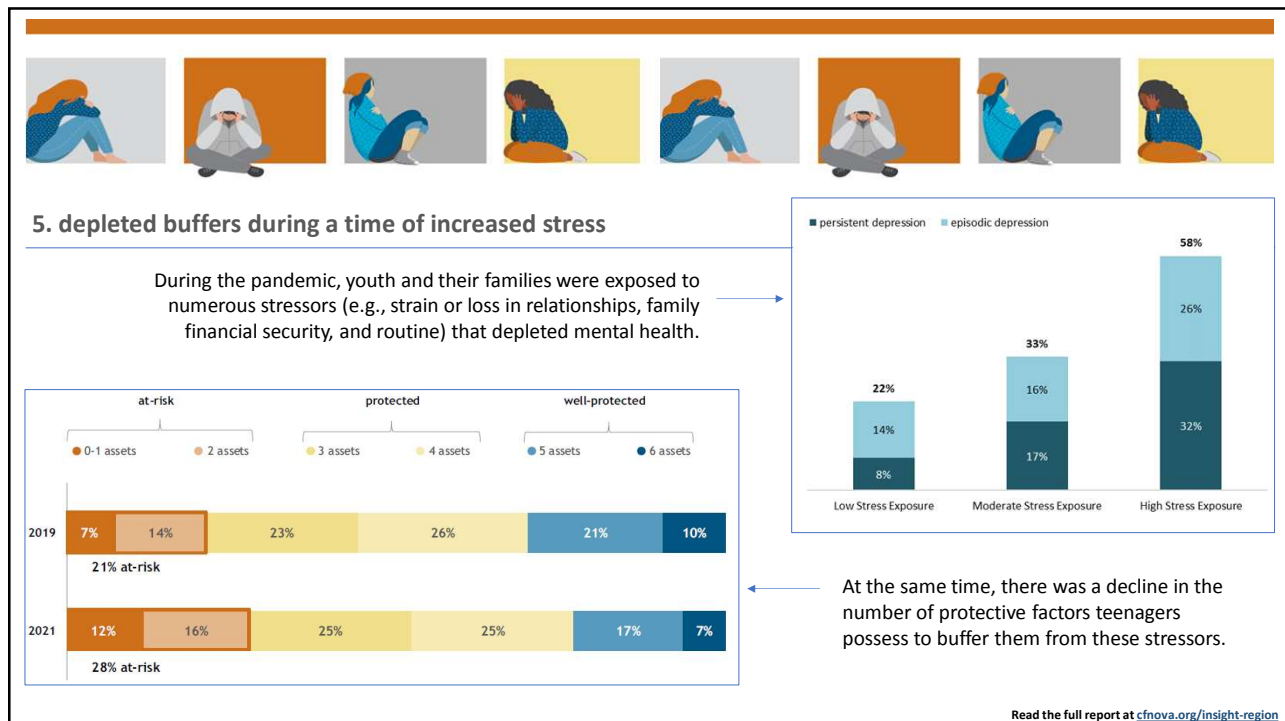 5. depleted buffers during a time of increased stress
During the pandemic, youth and their families were exposed to
numerous stressors (e.g., strain or loss in relationships, family
financial security, and routine) that depleted mental health.
persistent depression episodic depression
58%
26%
33%
16%
22%
14%
32%
17%
8%
Low Stress Exposure Moderate Stress Exposure High Stress Exposure
at-risk protected well-protected
0-1 assets 2 assets 3 assets 4 assets 5 assets 6 assets
2019 7% 14% 23% 26% 21% 10%
21% at-risk
2021 12% 16% 25% 25% 17% 7%
28% at-risk
At the same time, there was a decline in the
number of protective factors teenagers
possess to buffer them from these stressors.
Read the full report at cfnova.org/insight-region